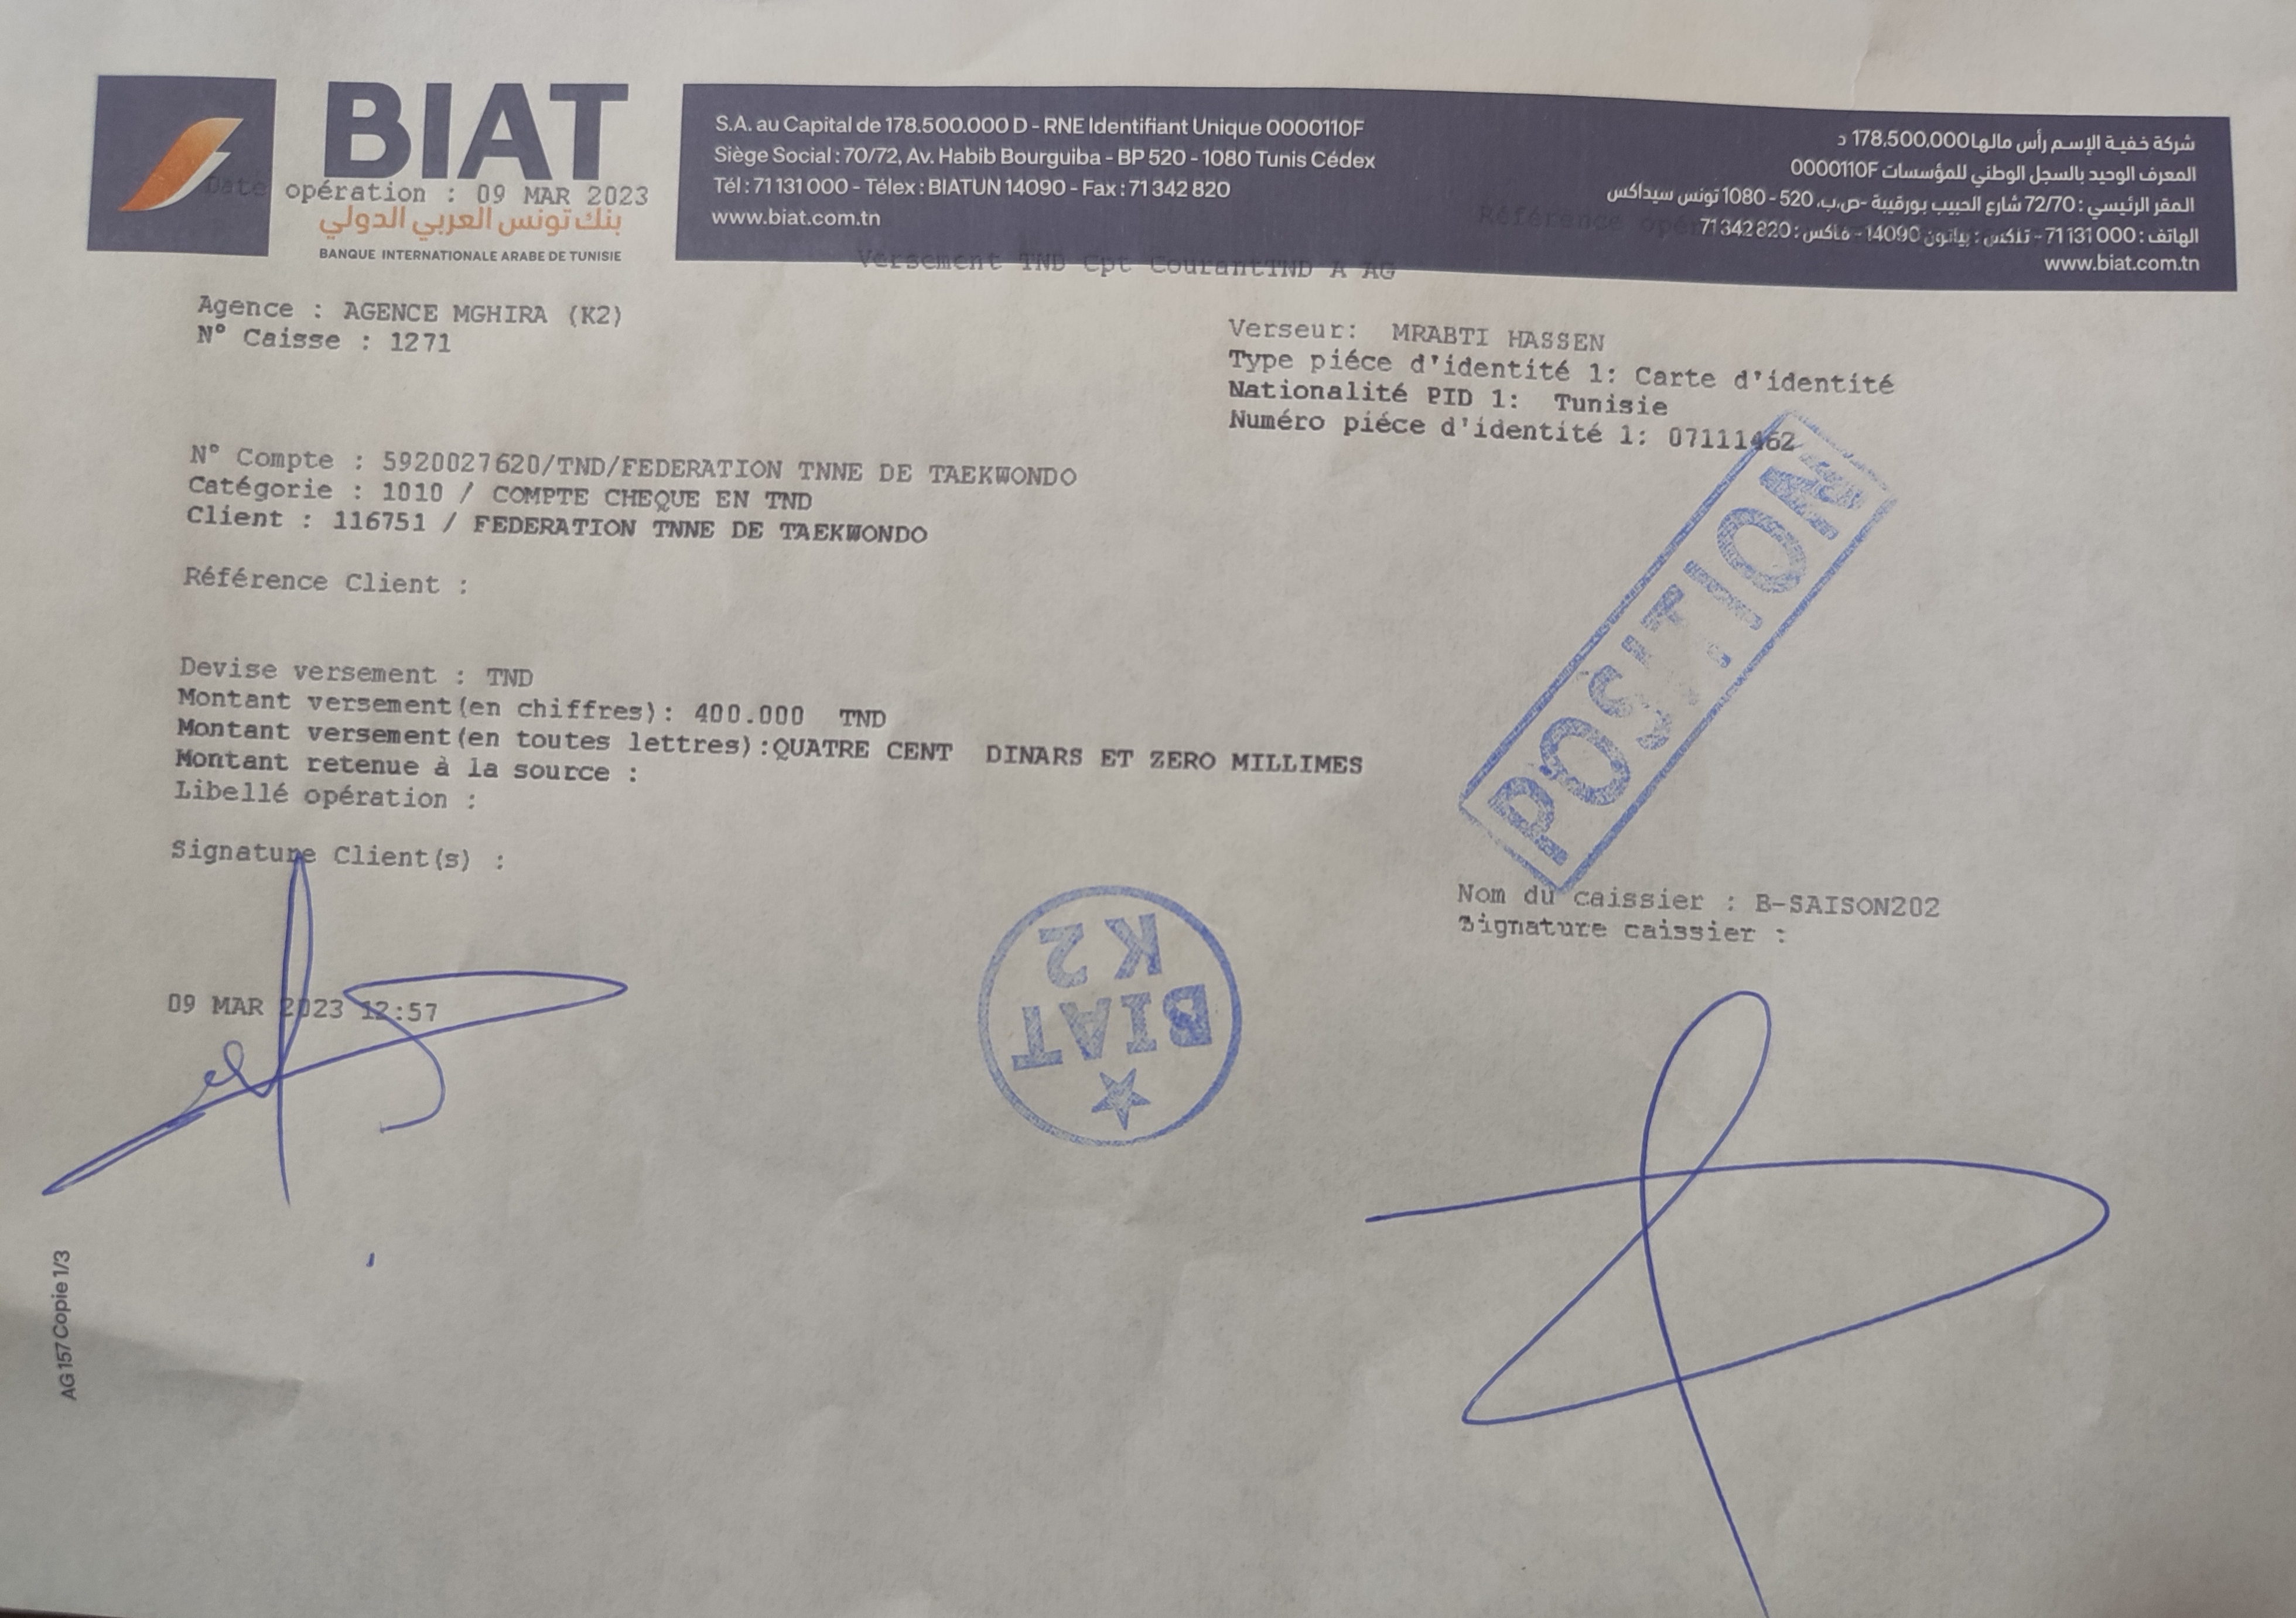 BIAT
Date opération : 09 MAR 2023
بنك تونس العربي الدولي
BANQUE INTERNATIONALE ARABE DE TUNISIE
S.A. au Capital de 178.500.000 D - RNE Identifiant Unique 0000110F
Siège Social : 70/72, Av. Habib Bourguiba - BP 520 - 1080 Tunis Cédex
Tél : 71 131 000 - Télex : BIATUN 14090 - Fax : 71 342 820
www.biat.com.tn
شركة خفية الإسم رأس مالها 178,500,000 د
المعرف الوحيد بالسجل الوطني للمؤسسات 0000110F
المقر الرئيسي : 72/70 شارع الحبيب بورقيبة -ص.ب. 520 - 1080 تونس سيداكس
الهاتف : 71 131 000 - تلكس : بياتون 14090 - فاكس : 71 342 820
www.biat.com.tn
Référence
Versement TND Cpt CourantTND A AG
Agence : AGENCE MGHIRA (K2)
N° Caisse : 1271
Verseur: MRABTI HASSEN
Type piéce d'identité 1: Carte d'identité
Nationalité PID 1: Tunisie
Numéro piéce d'identité 1: 07111462
N° Compte : 5920027620/TND/FEDERATION TNNE DE TAEKWONDO
Catégorie : 1010 / COMPTE CHEQUE EN TND
Client : 116751 / FEDERATION TNNE DE TAEKWONDO
Référence Client :
POSITION
Devise versement : TND
Montant versement(en chiffres): 400.000 TND
Montant versement(en toutes lettres):QUATRE CENT DINARS ET ZERO MILLIMES
Montant retenue à la source :
Libellé opération :
Signature Client(s) :
Nom du caissier : B-SAISON202
Signature caissier :
09 MAR 2023 12:57
BIAT
K2
AG 157 Copie 1/3